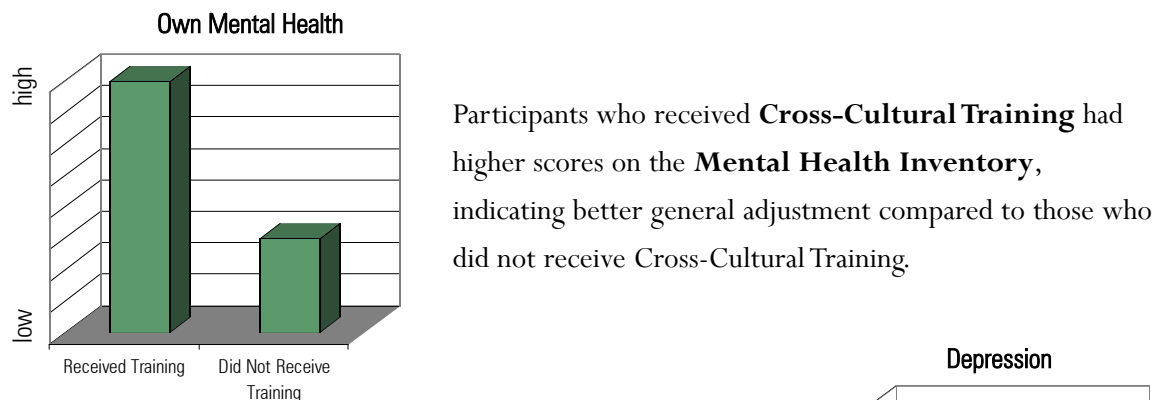 Own Mental Health
high
low
Received Training
Did Not Receive
Training
Participants who received Cross-Cultural Training had
higher scores on the Mental Health Inventory,
indicating better general adjustment compared to those who
did not receive Cross-Cultural Training.
Depression